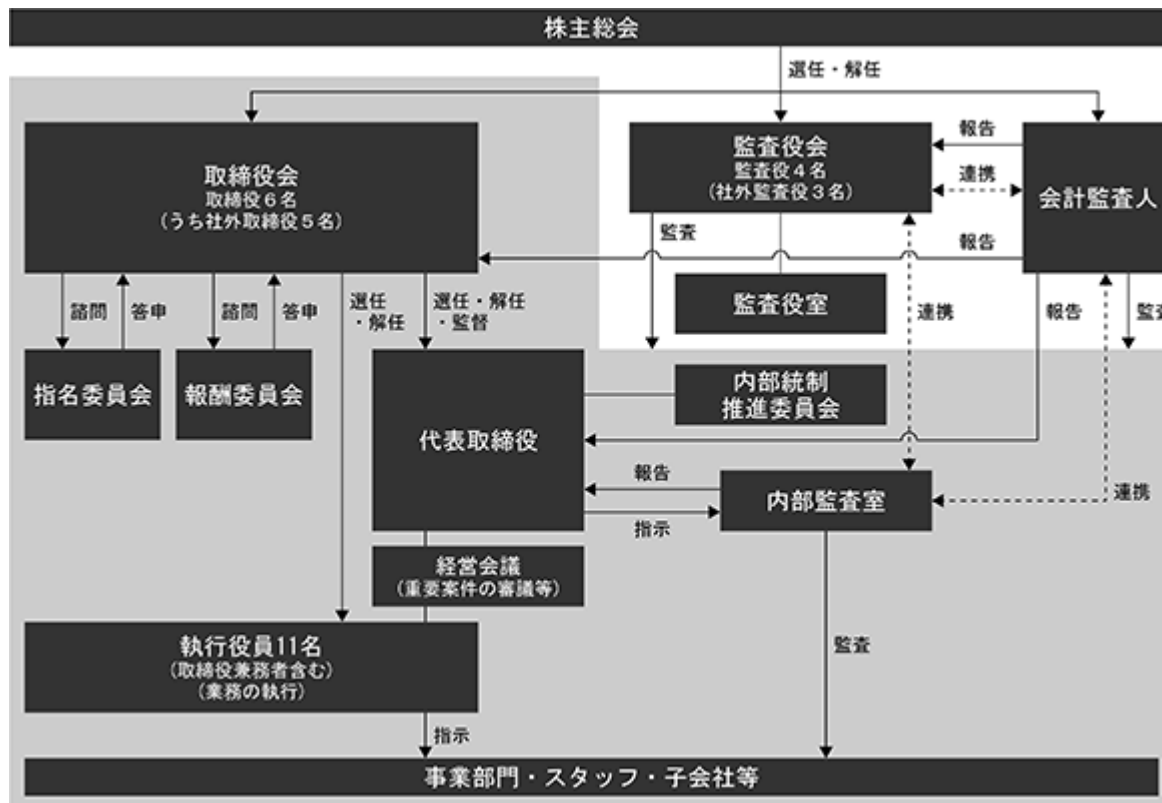 株主総会
選任・解任
取締役会
取締役6名
(うち社外取締役5名)
監査役会
監査役4名
(社外監査役3名)
報告
連携
会計監査人
監査
報告
諮問
答申
諮問
答申
選任
・解任
選任・解任
・監督
監査役室
連携
報告
監査
指名委員会
報酬委員会
代表取締役
内部統制
推進委員会
報告
指示
内部監査室
連携
経営会議
(重要案件の審議等)
執行役員11名
(取締役兼務者含む)
(業務の執行)
監査
指示
事業部門・スタッフ・子会社等